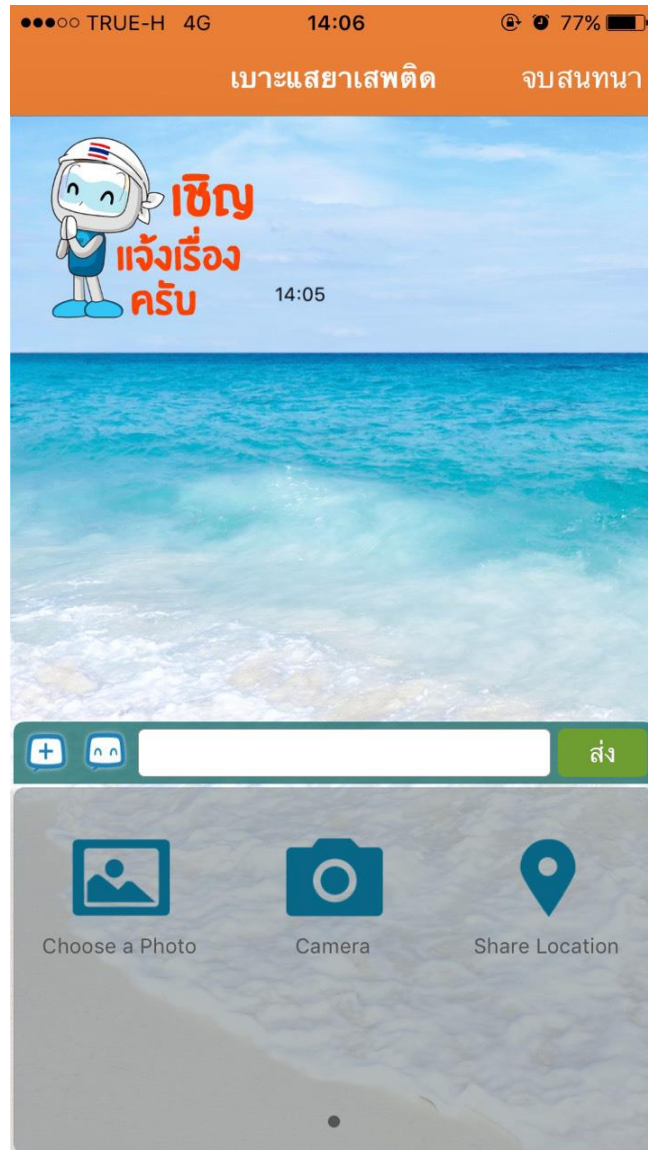 TRUE-H 4G 14:06 77%
เบาะแสยาเสพติด จบสนทนา
เชิญ
แจ้งเรื่อง
ครับ
14:05
ส่ง
Choose a Photo Camera Share Location